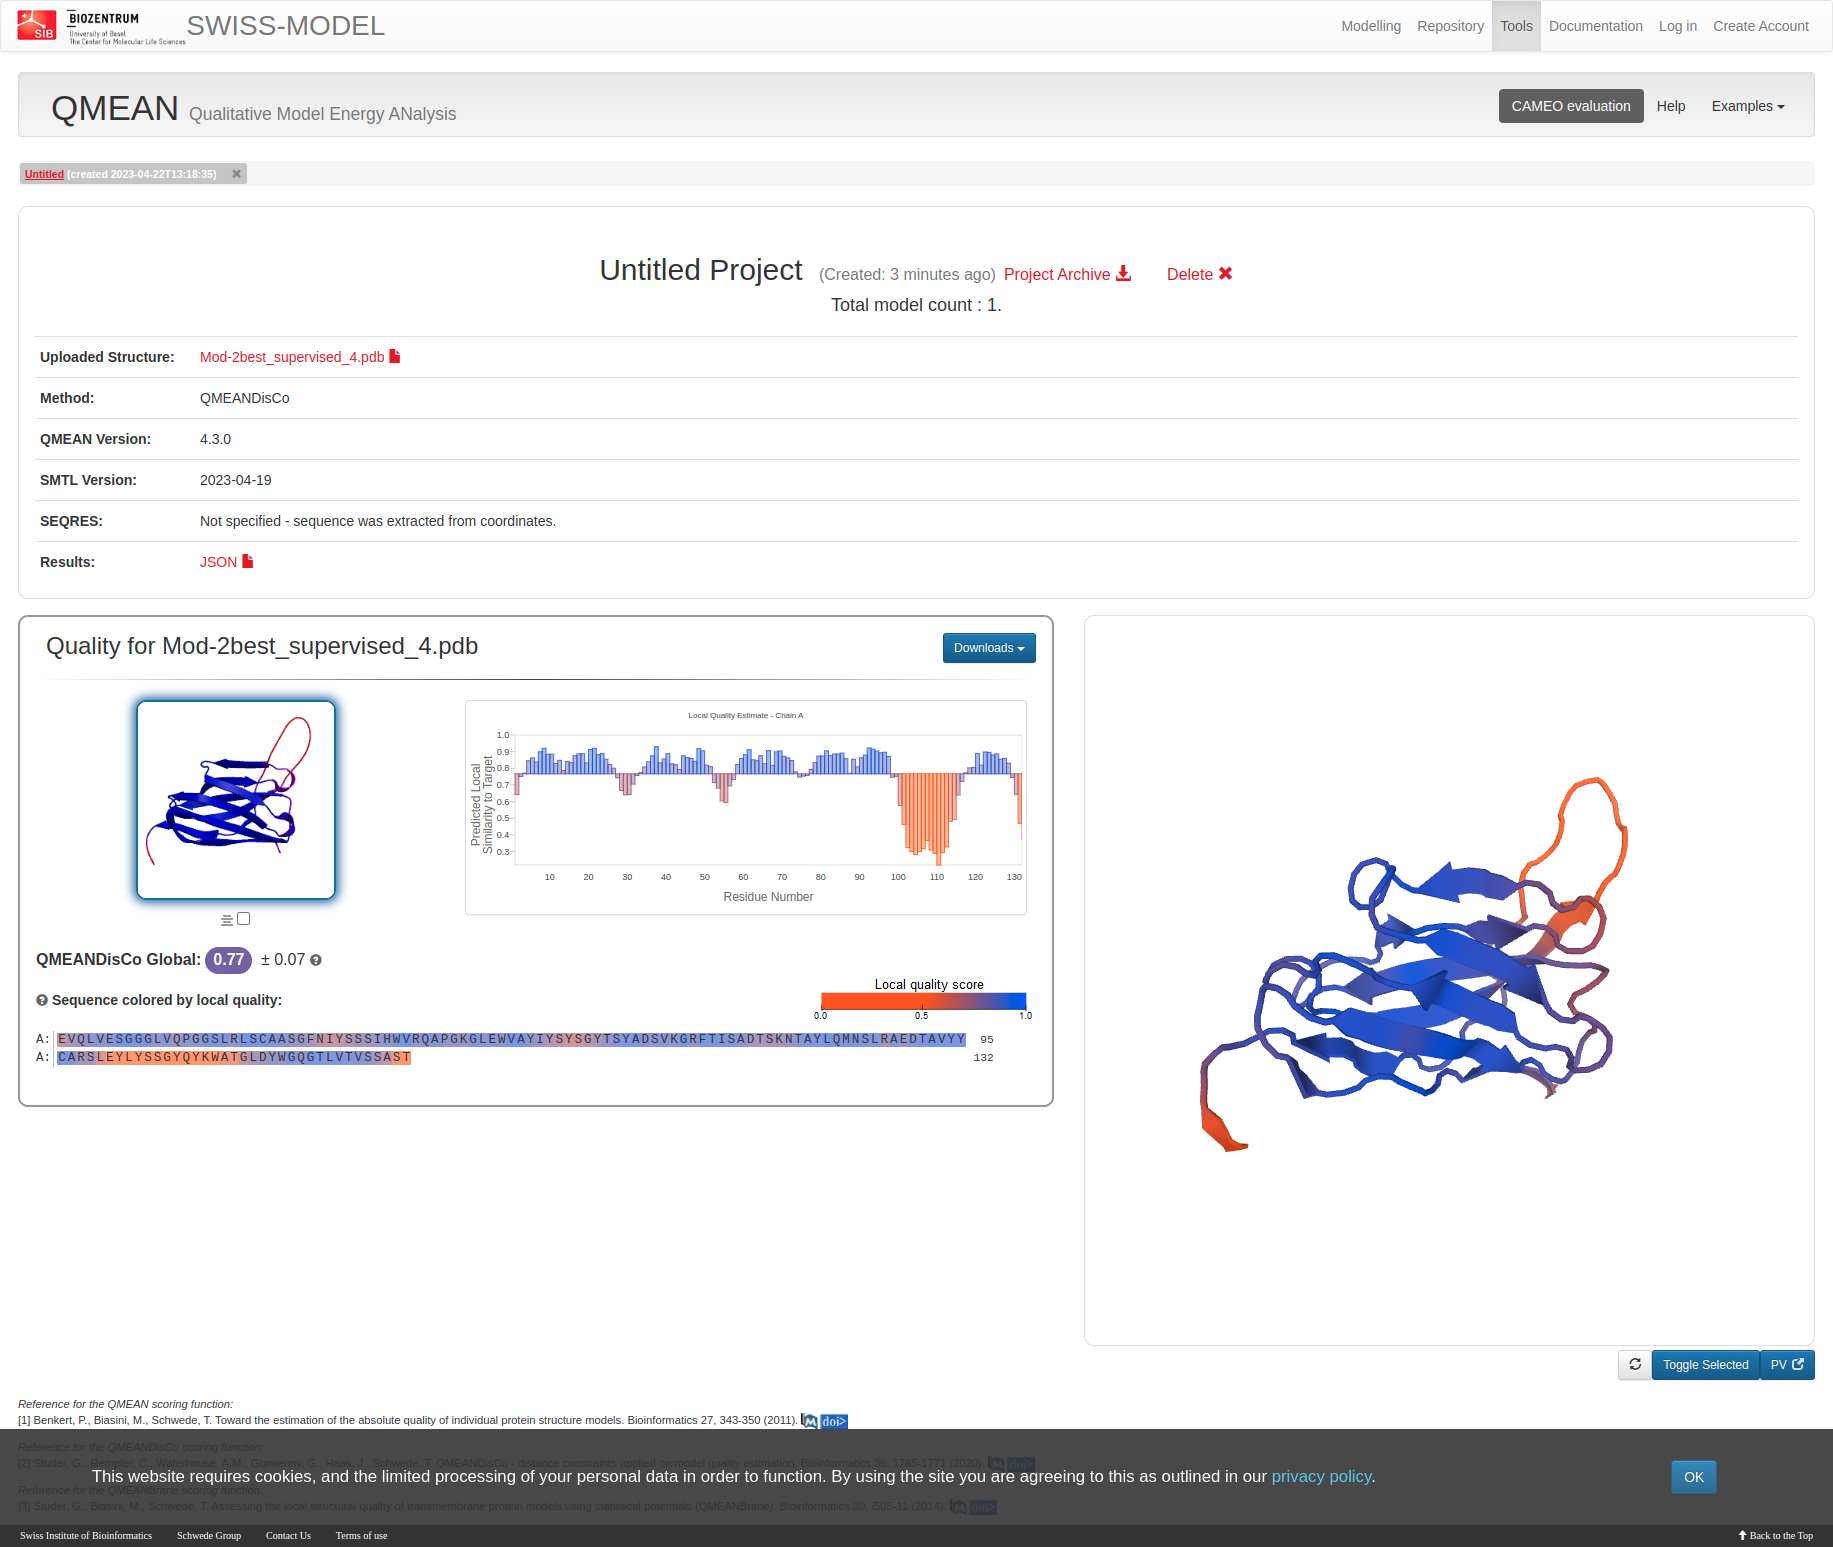 SIB
BIOZENTRUM
University of Basel
The Center for Molecular Life Sciences
SWISS-MODEL
Modelling Repository Tools Documentation Log in Create Account
QMEAN Qualitative Model Energy ANalysis
CAMEO evaluation Help Examples
Untitled (created 2023-04-22T13:18:35) ✖
Untitled Project (Created: 3 minutes ago) Project Archive Delete ✖
Total model count : 1.
Uploaded Structure: Mod-2best_supervised_4.pdb
Method: QMEANDisCo
QMEAN Version: 4.3.0
SMTL Version: 2023-04-19
SEQRES: Not specified - sequence was extracted from coordinates.
Results: JSON
Quality for Mod-2best_supervised_4.pdb
Downloads
Local Quality Estimate - Chain A
Predicted Local
Similarity to Target
1.0
0.9
0.8
0.7
0.6
0.5
0.4
0.3
10 20 30 40 50 60 70 80 90 100 110 120 130
Residue Number
QMEANDisCo Global: 0.77 ± 0.07
Sequence colored by local quality:
Local quality score
0.0 0.5 1.0
A: EVQLVESGGGLVQPGGSLRLSCAASGFNIYSSSIHWVRQAPGKGLEWVAYIYSYSGYTSYADSVKGRFTISADTSKNTAYLQMNSLRAEDTAVYY 95
A: CARSLEYLYSSGYQYKWATGLDYWGQGTLVTVSSAST 132
Toggle Selected PV
Reference for the QMEAN scoring function:
[1] Benkert, P., Biasini, M., Schwede, T. Toward the estimation of the absolute quality of individual protein structure models. Bioinformatics 27, 343-350 (2011). M doi>
Reference for the QMEANDisCo scoring function:
[2] Studer, G., Rempfer, C., Waterhouse, A.M., Gumienny, G., Haas, J., Schwede, T. QMEANDisCo - distance constraints applied on model quality estimation. Bioinformatics 36, 1765-1771 (2020). M doi>
This website requires cookies, and the limited processing of your personal data in order to function. By using the site you are agreeing to this as outlined in our privacy policy.
OK
Reference for the QMEANBrane scoring function:
[3] Studer, G., Biasini, M., Schwede, T. Assessing the local structural quality of transmembrane protein models using statistical potentials (QMEANBrane). Bioinformatics 30, i505-11 (2014). M doi>
Swiss Institute of Bioinformatics Schwede Group Contact Us Terms of use Back to the Top